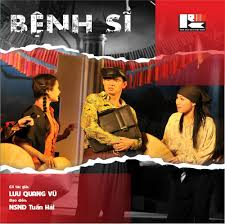 BỆNH SĨ
Cố tác giả:
LƯU QUANG VŨ
Đạo diễn:
NSND Tuấn Hải